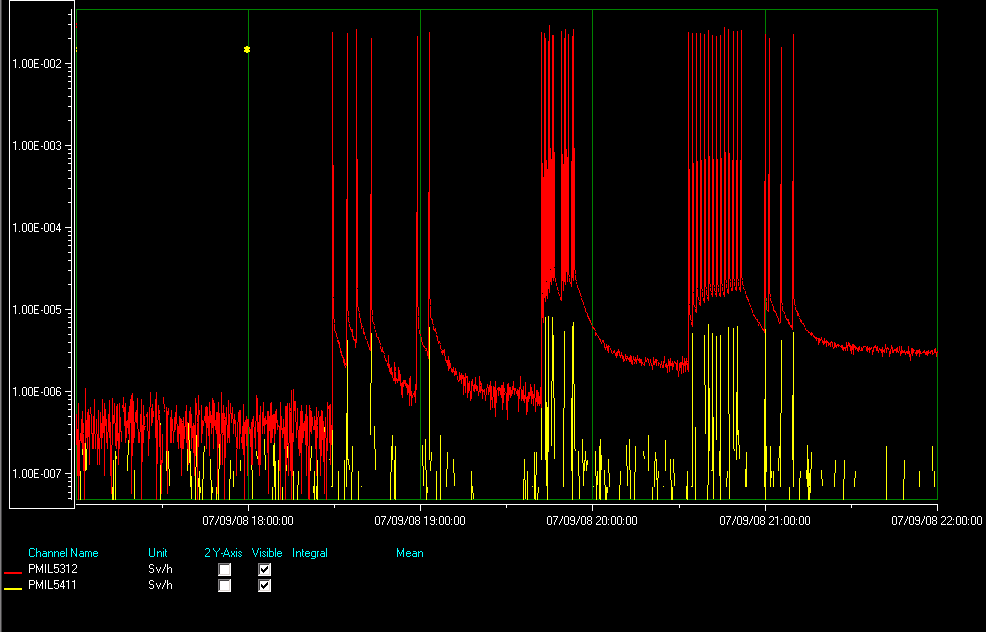 1.00E-002
1.00E-003
1.00E-004
1.00E-005
1.00E-006
1.00E-007
07/09/08 18:00:00 07/09/08 19:00:00 07/09/08 20:00:00 07/09/08 21:00:00 07/09/08 22:00:00
Channel Name Unit 2 Y-Axis Visible Integral Mean
PMIL5312 Sv/h
PMIL5411 Sv/h